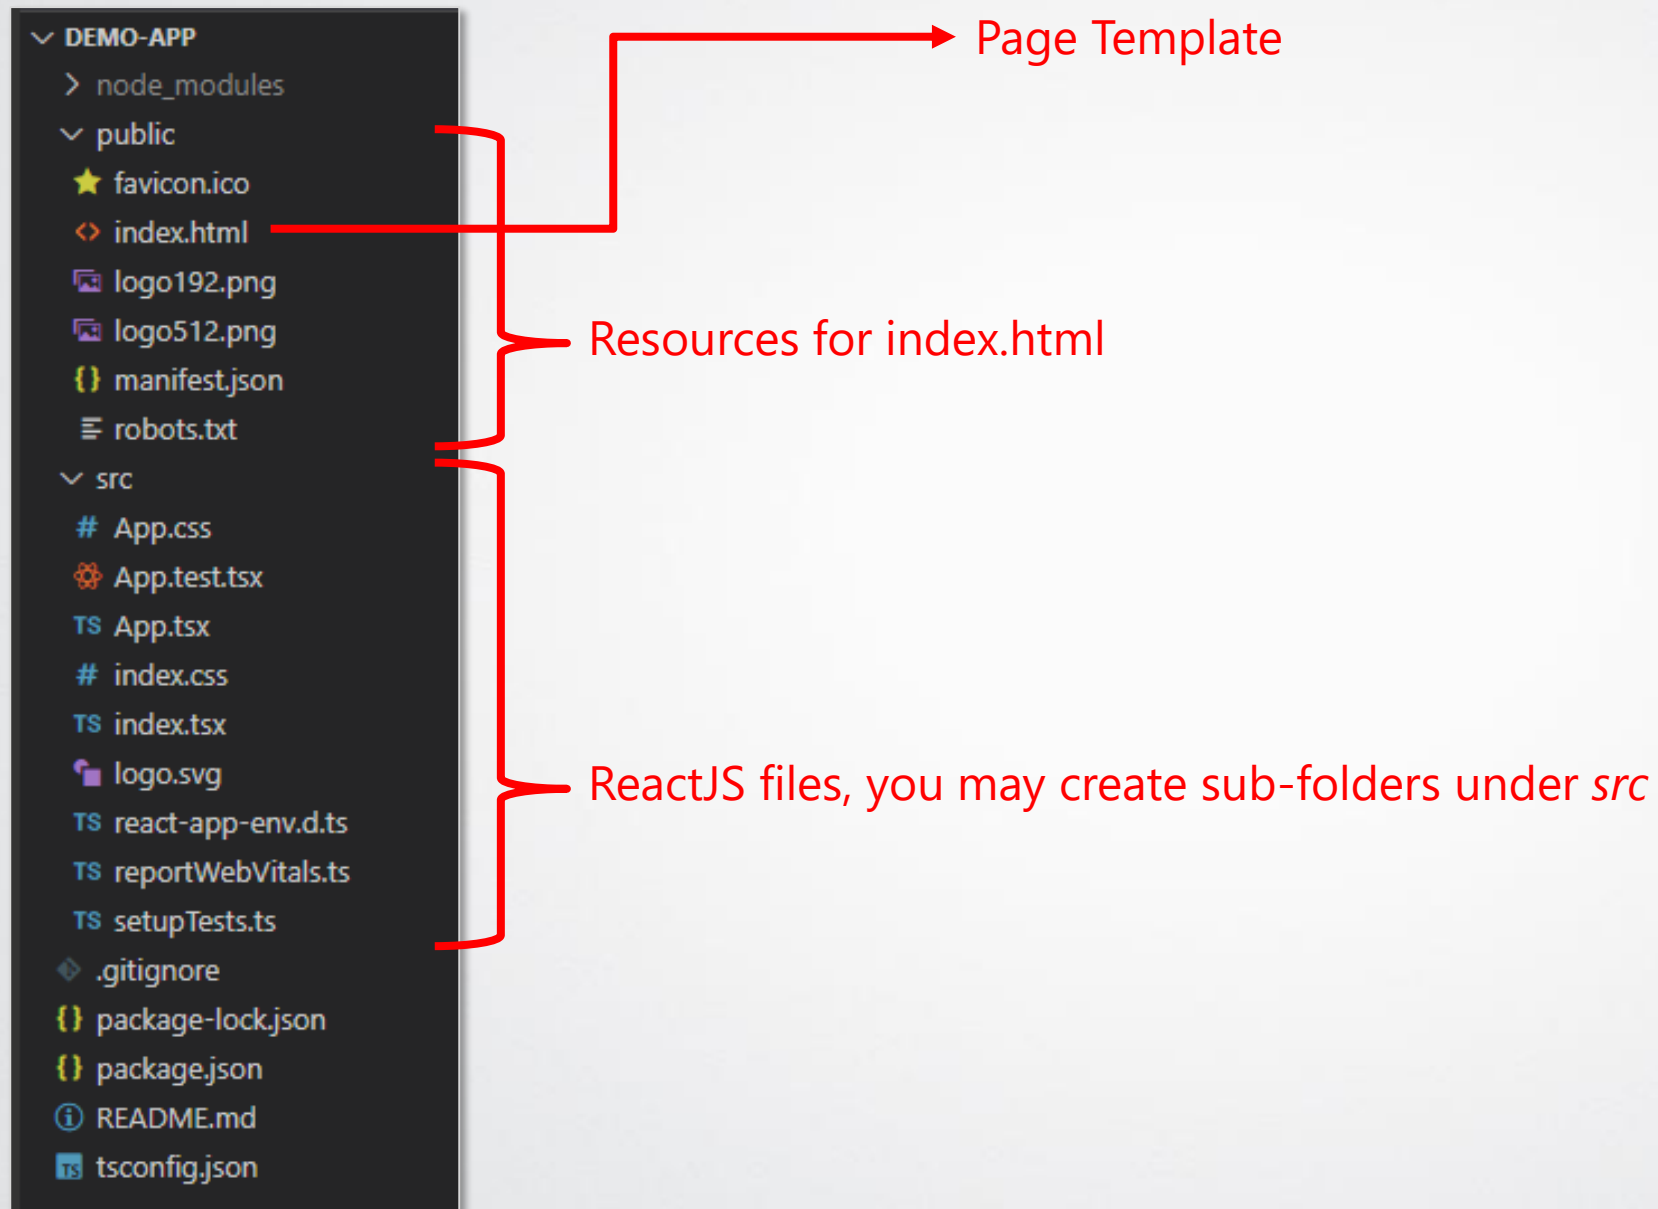 DEMO-APP
node_modules
public
favicon.ico
index.html
logo192.png
logo512.png
manifest.json
robots.txt
src
App.css
App.test.tsx
App.tsx
index.css
index.tsx
logo.svg
react-app-env.d.ts
reportWebVitals.ts
setupTests.ts
.gitignore
package-lock.json
package.json
README.md
tsconfig.json
Page Template
Resources for index.html
ReactJS files, you may create sub-folders under src